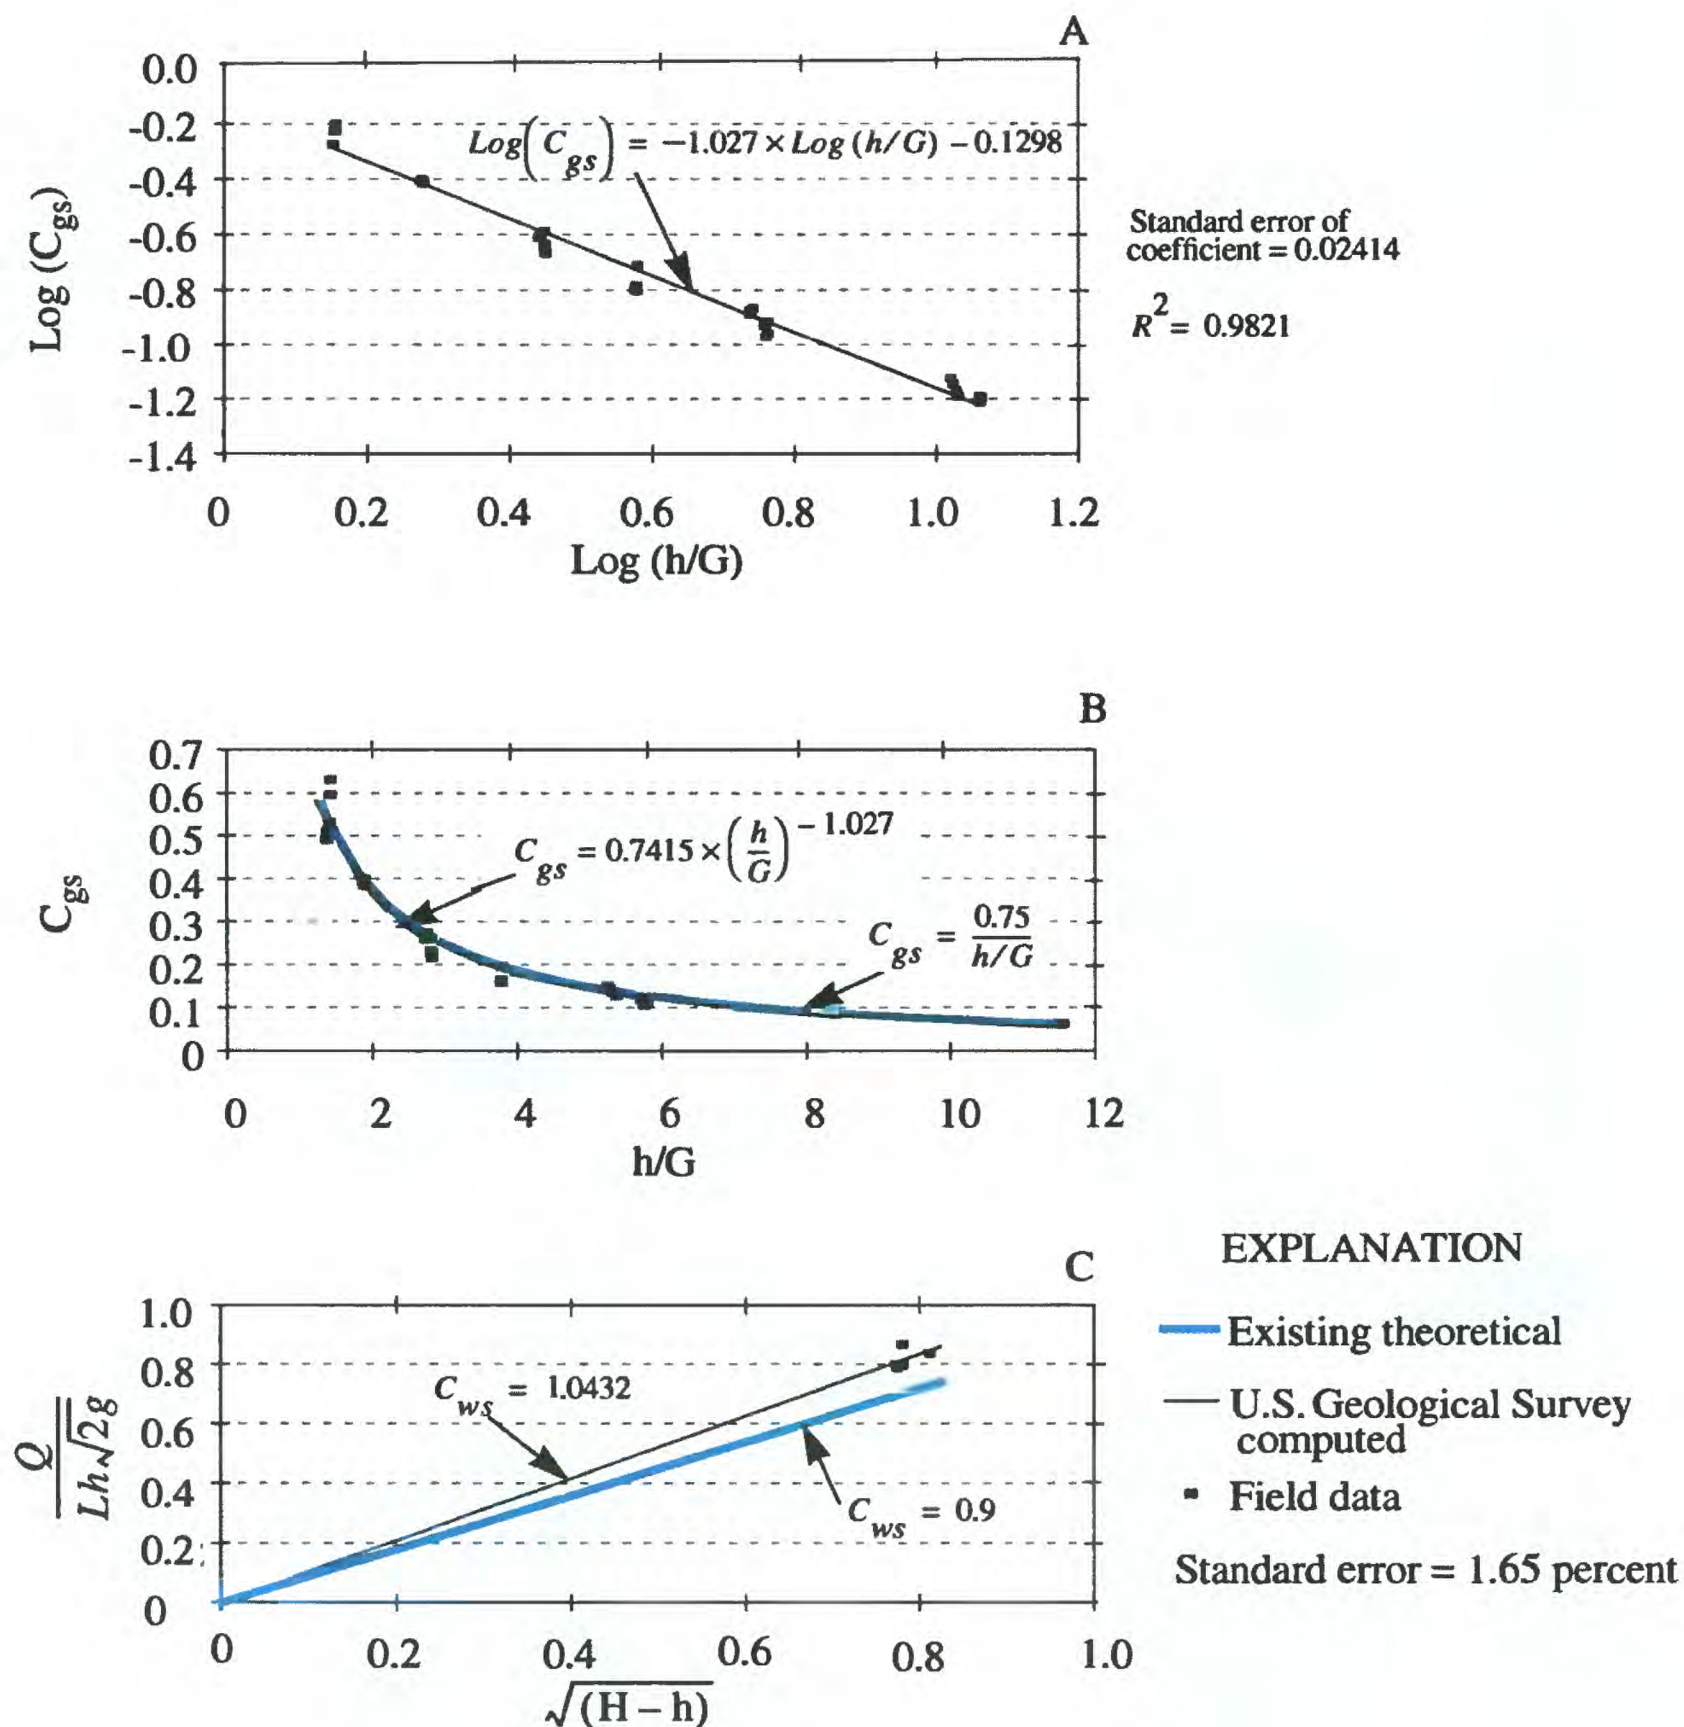 A
0.0
-0.2
-0.4
-0.6
-0.8
-1.0
-1.2
-1.4
Log (C_gs)
Log(C_gs) = −1.027 × Log (h/G) − 0.1298
0 0.2 0.4 0.6 0.8 1.0 1.2
Log (h/G)
Standard error of
coefficient = 0.02414
R^2 = 0.9821
B
0.7
0.6
0.5
0.4
0.3
0.2
0.1
0
C_gs
C_gs = 0.7415 × (h/G)^−1.027
C_gs = 0.75 / h/G
0 2 4 6 8 10 12
h/G
C
1.0
0.8
0.6
0.4
0.2
0
Q / Lh√2g
C_ws = 1.0432
C_ws = 0.9
0 0.2 0.4 0.6 0.8 1.0
√(H − h)
EXPLANATION
Existing theoretical
U.S. Geological Survey
computed
Field data
Standard error = 1.65 percent